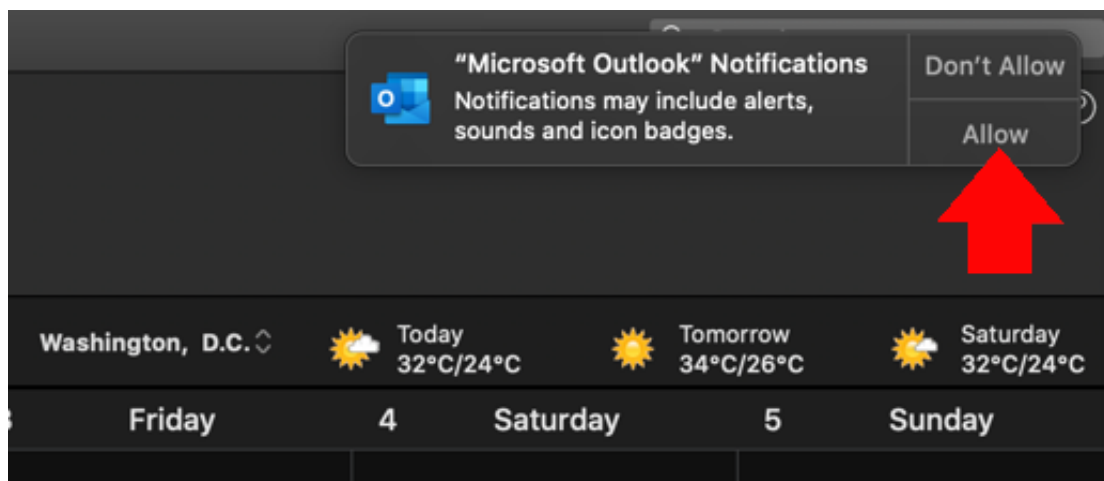 “Microsoft Outlook” Notifications
Notifications may include alerts,
sounds and icon badges.
Don’t Allow
Allow
Washington, D.C.
Today
32°C/24°C
Tomorrow
34°C/26°C
Saturday
32°C/24°C
Friday 4 Saturday 5 Sunday